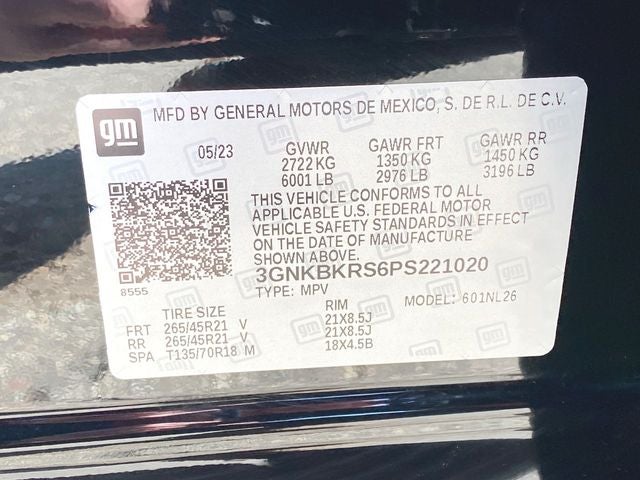 gm
MFD BY GENERAL MOTORS DE MEXICO, S. DE R.L. DE C.V.
05/23 GVWR GAWR FRT GAWR RR
2722 KG 1350 KG 1450 KG
6001 LB 2976 LB 3196 LB
THIS VEHICLE CONFORMS TO ALL
APPLICABLE U.S. FEDERAL MOTOR
VEHICLE SAFETY STANDARDS IN EFFECT
ON THE DATE OF MANUFACTURE
SHOWN ABOVE.
3GNKBKRS6PS221020
8555
TYPE: MPV MODEL: 601NL26
TIRE SIZE RIM
FRT 265/45R21 V 21X8.5J
RR 265/45R21 V 21X8.5J
SPA T135/70R18 M 18X4.5B